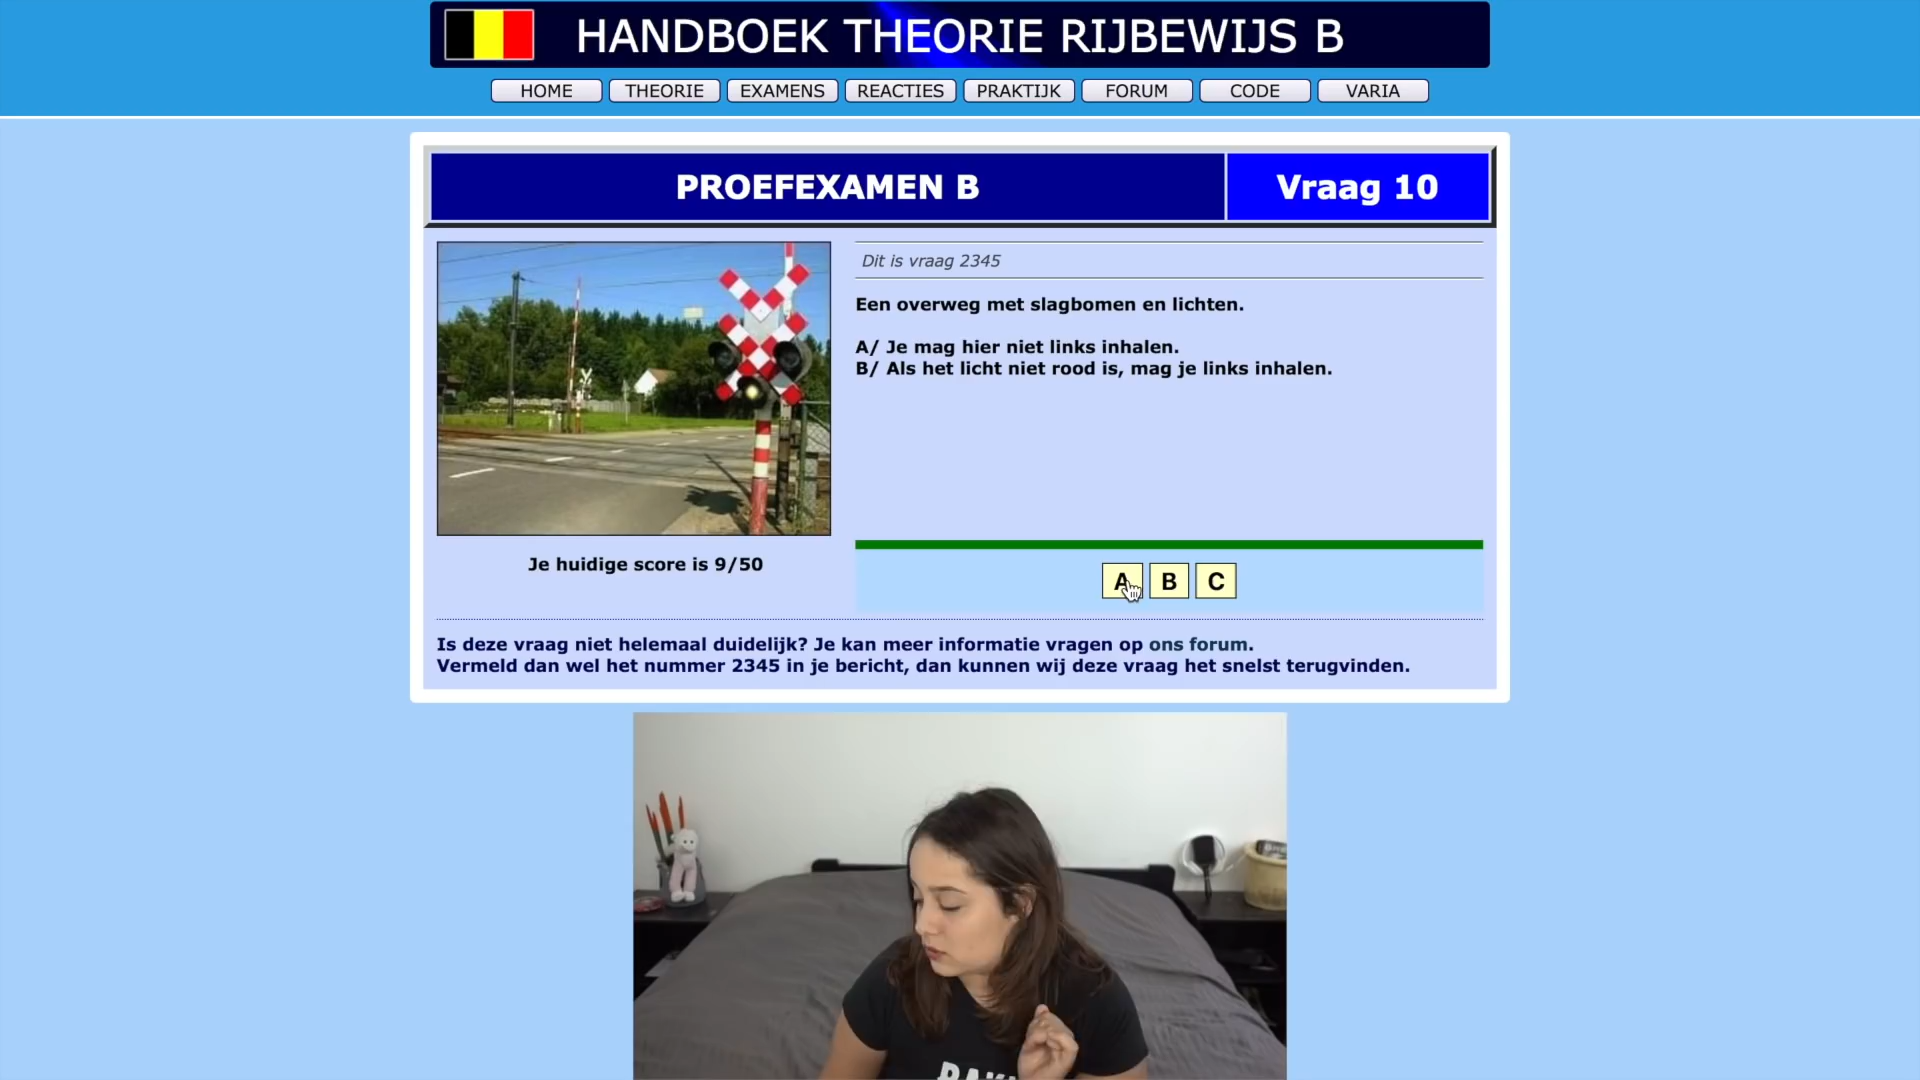 HANDBOEK THEORIE RIJBEWIJS B
HOME THEORIE EXAMENS REACTIES PRAKTIJK FORUM CODE VARIA
PROEFEXAMEN B
Vraag 10
Dit is vraag 2345
Een overweg met slagbomen en lichten.
A/ Je mag hier niet links inhalen.
B/ Als het licht niet rood is, mag je links inhalen.
Je huidige score is 9/50
A B C
Is deze vraag niet helemaal duidelijk? Je kan meer informatie vragen op ons forum.
Vermeld dan wel het nummer 2345 in je bericht, dan kunnen wij deze vraag het snelst terugvinden.